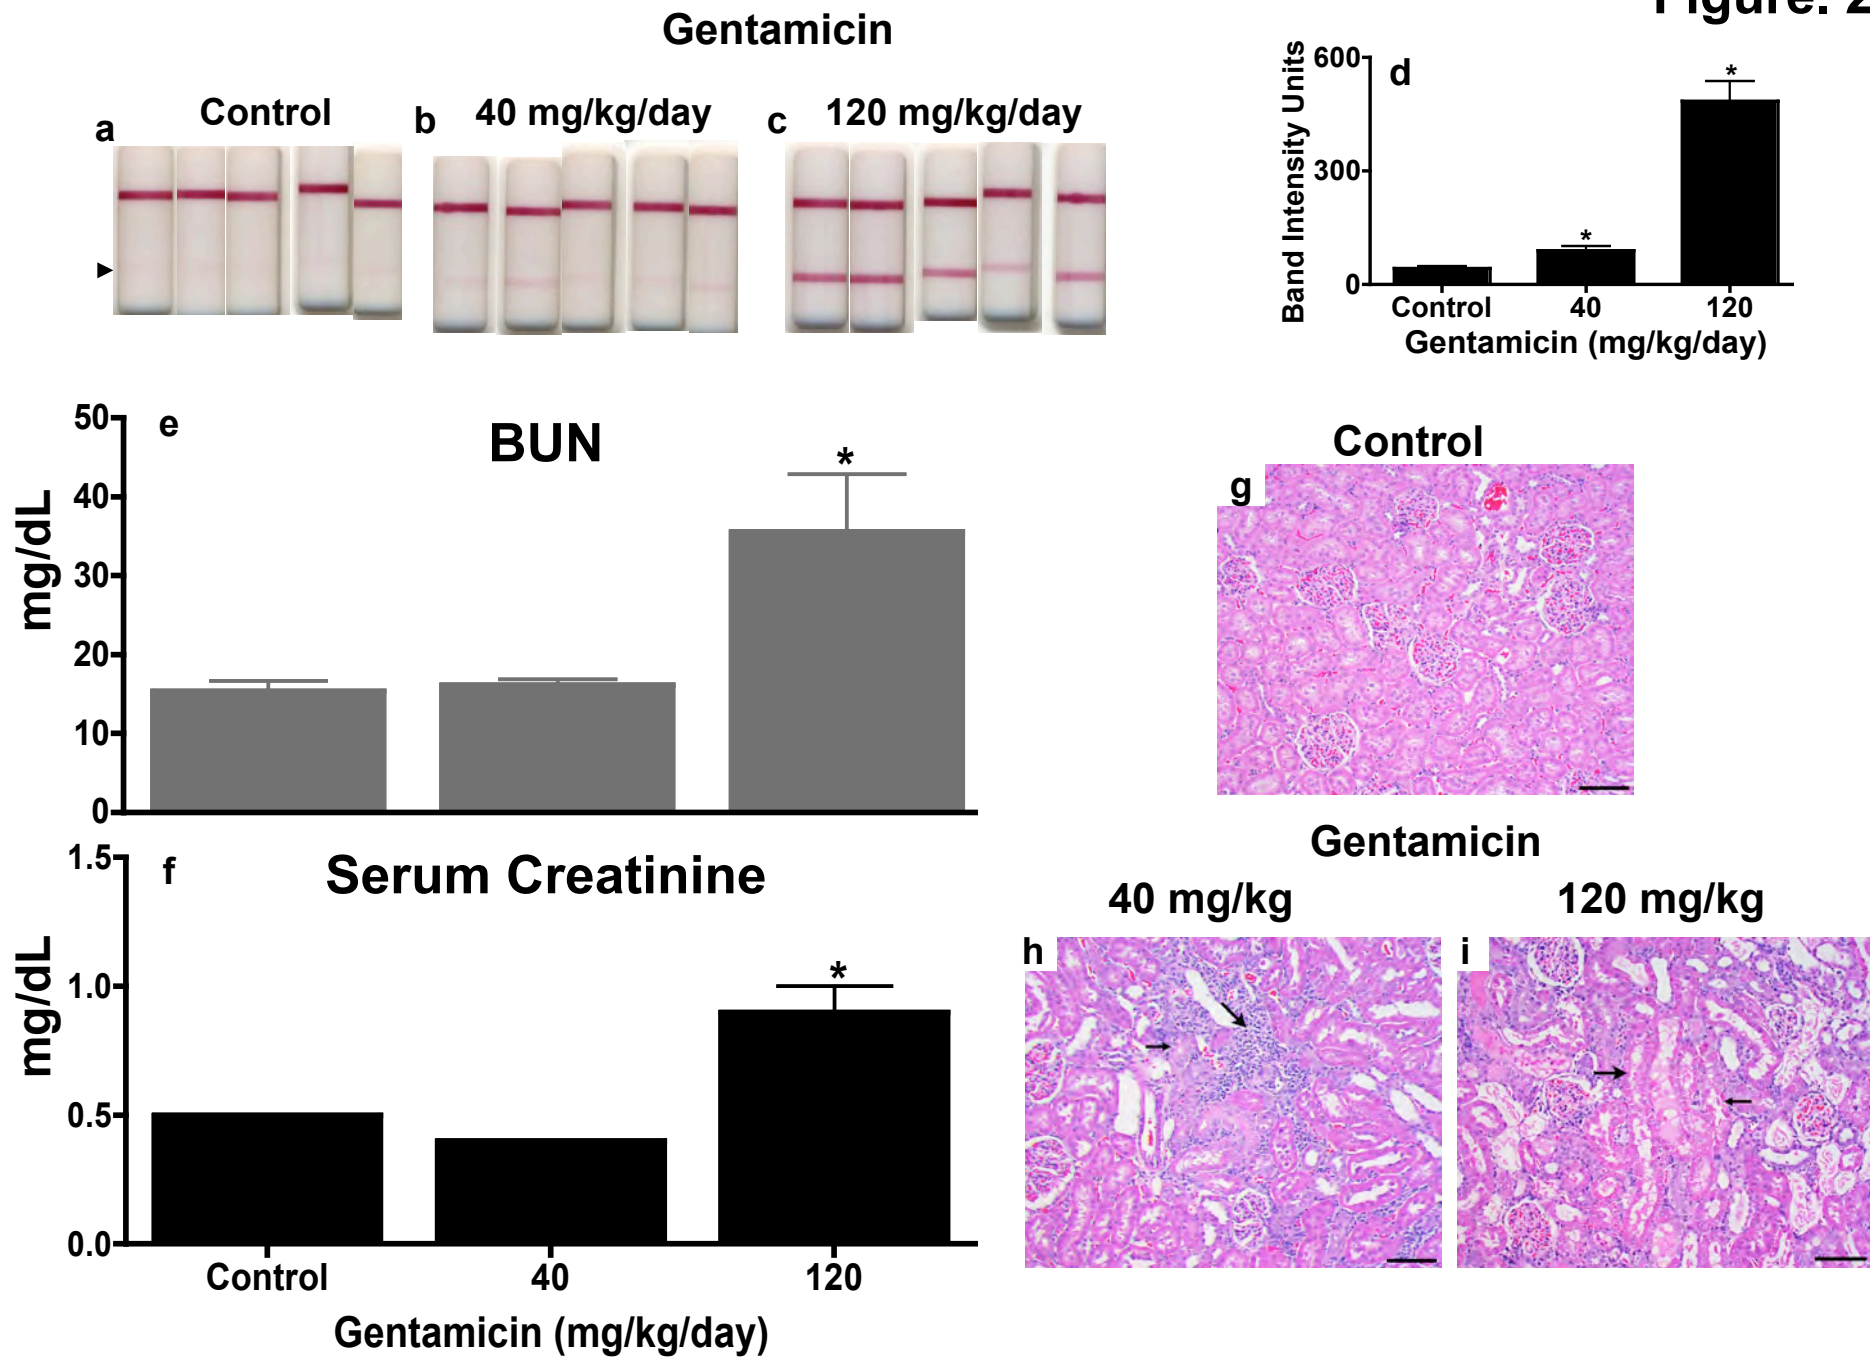 Figure. 2
Gentamicin
a
Control
b
40 mg/kg/day
c
120 mg/kg/day
d
Band Intensity Units
600
300
0
*
*
Control
40
120
Gentamicin (mg/kg/day)
e
BUN
mg/dL
50
40
30
20
10
0
*
f
Serum Creatinine
mg/dL
1.5
1.0
0.5
0.0
*
Control
40
120
Gentamicin (mg/kg/day)
Control
g
Gentamicin
40 mg/kg
120 mg/kg
h
i